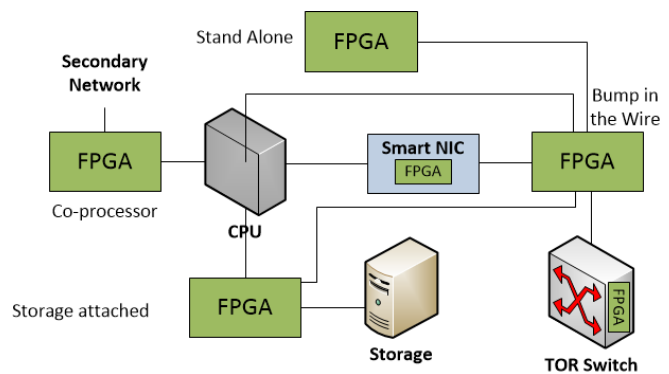 Stand Alone
FPGA
Secondary
Network
Bump in
the Wire
FPGA
Co-processor
CPU
Smart NIC
FPGA
FPGA
Storage attached
FPGA
Storage
FPGA
TOR Switch